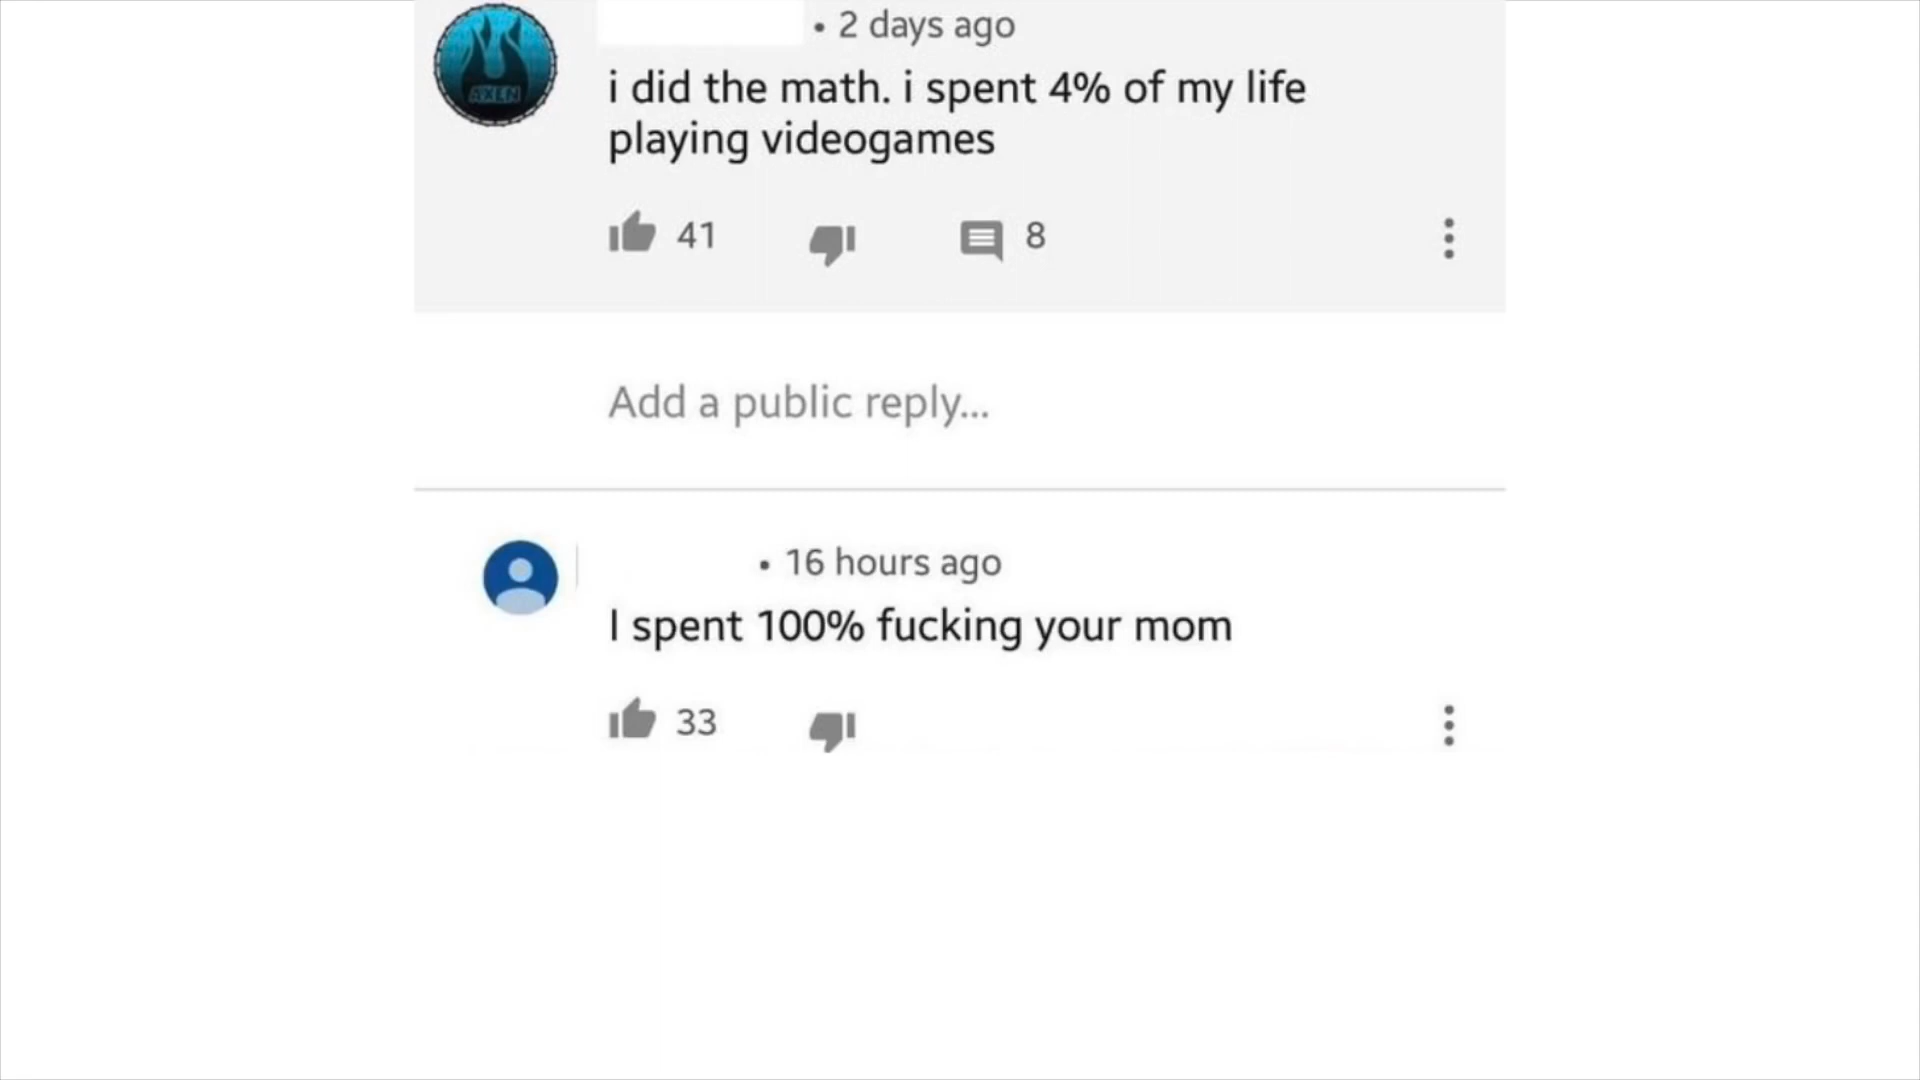 AXEN
• 2 days ago
i did the math. i spent 4% of my life
playing videogames
41 8
Add a public reply...
• 16 hours ago
I spent 100% fucking your mom
33